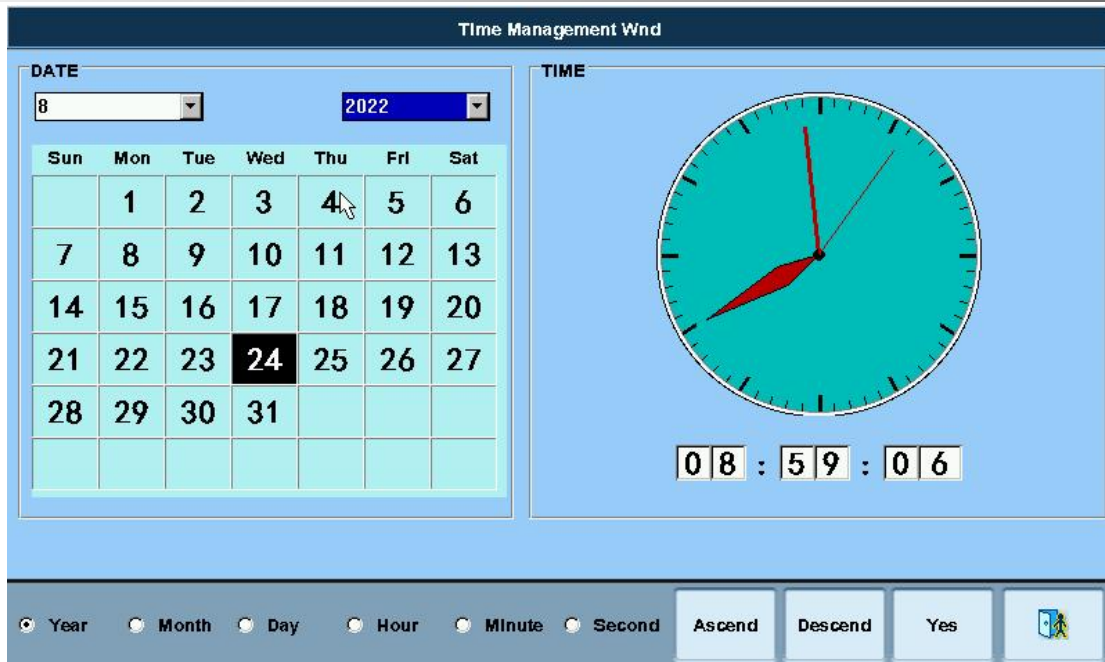 Time Management Wnd
DATE
TIME
8 2022
Sun Mon Tue Wed Thu Fri Sat
1 2 3 4 5 6
7 8 9 10 11 12 13
14 15 16 17 18 19 20
21 22 23 24 25 26 27
28 29 30 31
08 : 59 : 06
Year Month Day Hour Minute Second Ascend Descend Yes